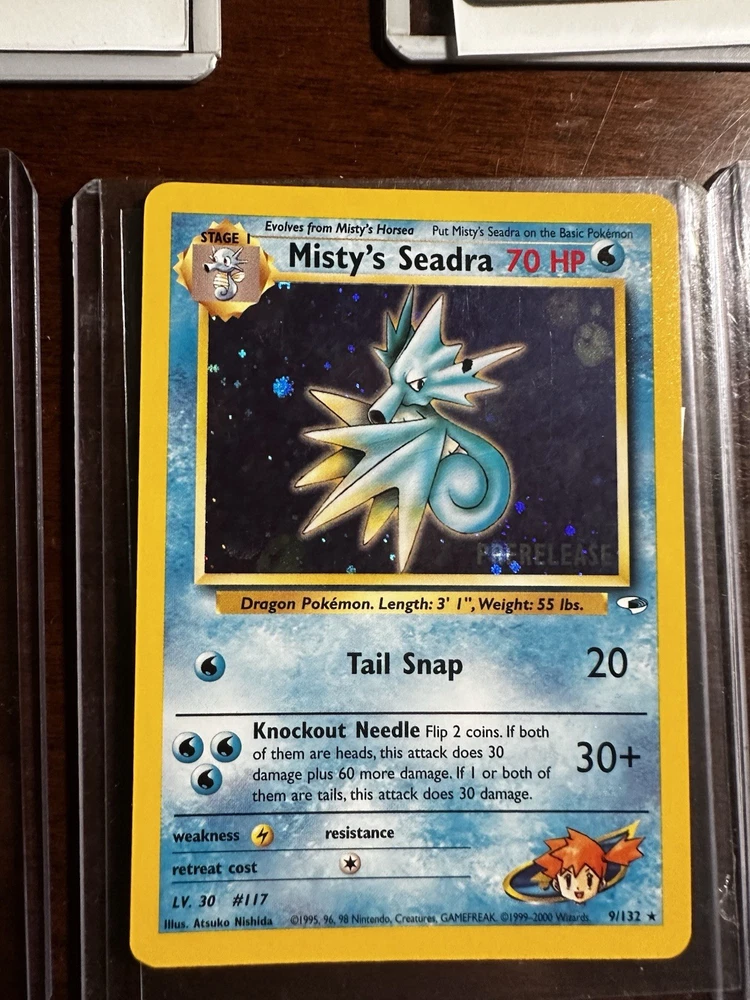 Evolves from Misty's Horsea Put Misty's Seadra on the Basic Pokémon
STAGE 1
Misty's Seadra 70 HP
PRERELEASE
Dragon Pokémon. Length: 3' 1", Weight: 55 lbs.
Tail Snap 20
Knockout Needle Flip 2 coins. If both
of them are heads, this attack does 30
damage plus 60 more damage. If 1 or both of
them are tails, this attack does 30 damage.
30+
weakness resistance
retreat cost
LV. 30 #117
Illus. Atsuko Nishida ©1995, 96, 98 Nintendo, Creatures, GAMEFREAK. ©1999-2000 Wizards. 9/132 ★